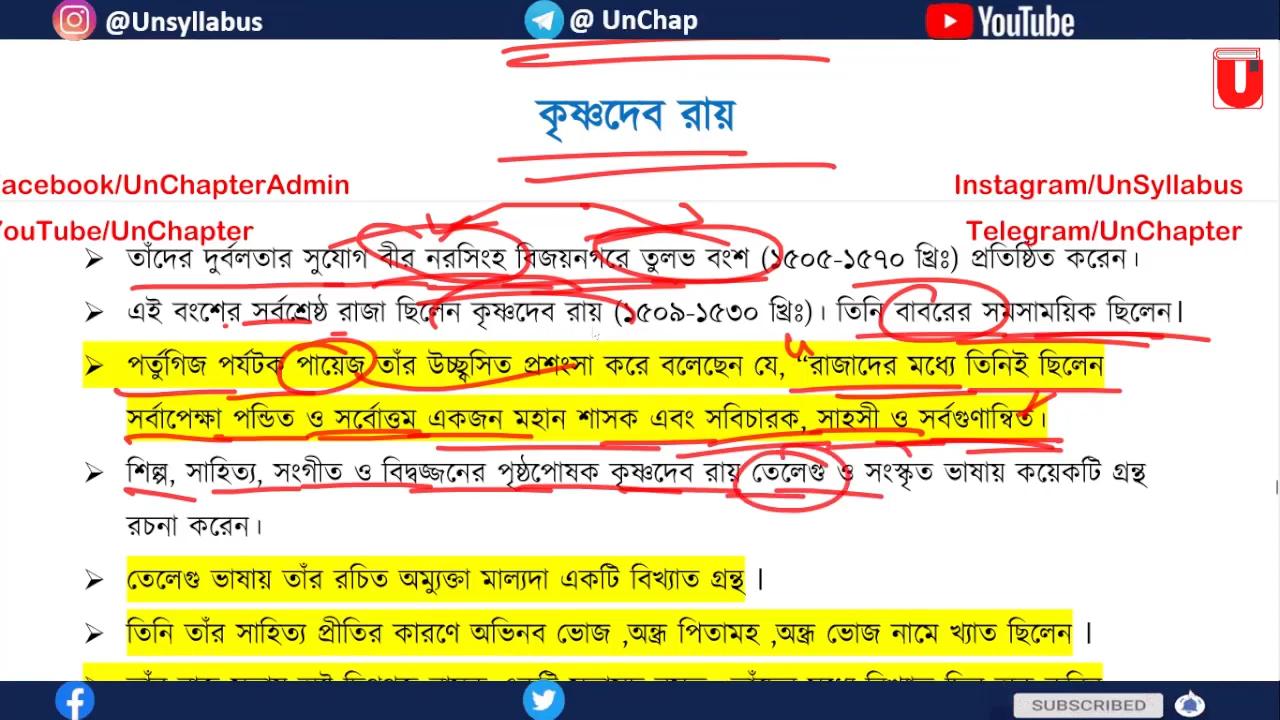 @Unsyllabus @ UnChap YouTube
কৃষ্ণদেব রায়
U
acebook/UnChapterAdmin Instagram/UnSyllabus
YouTube/UnChapter Telegram/UnChapter
➢ তাঁদের দুর্বলতার সুযোগ বীর নরসিংহ বিজয়নগরে তুলভ বংশ (১৫০৫-১৫৭০ খ্রিঃ) প্রতিষ্ঠিত করেন।
➢ এই বংশের সর্বশ্রেষ্ঠ রাজা ছিলেন কৃষ্ণদেব রায় (১৫০৯-১৫৩০ খ্রিঃ)। তিনি বাবরের সমসাময়িক ছিলেন।
➢ পর্তুগিজ পর্যটক পায়েজ তাঁর উচ্ছ্বসিত প্রশংসা করে বলেছেন যে, “রাজাদের মধ্যে তিনিই ছিলেন
সর্বাপেক্ষা পন্ডিত ও সর্বোত্তম একজন মহান শাসক এবং সবিচারক, সাহসী ও সর্বগুণান্বিত।
➢ শিল্প, সাহিত্য, সংগীত ও বিদ্বজ্জনের পৃষ্ঠপোষক কৃষ্ণদেব রায় তেলেগু ও সংস্কৃত ভাষায় কয়েকটি গ্রন্থ
রচনা করেন।
➢ তেলেগু ভাষায় তাঁর রচিত অম্যুক্তা মাল্যদা একটি বিখ্যাত গ্রন্থ।
➢ তিনি তাঁর সাহিত্য প্রীতির কারণে অভিনব ভোজ ,অন্ধ্র পিতামহ ,অন্ধ্র ভোজ নামে খ্যাত ছিলেন।
SUBSCRIBED